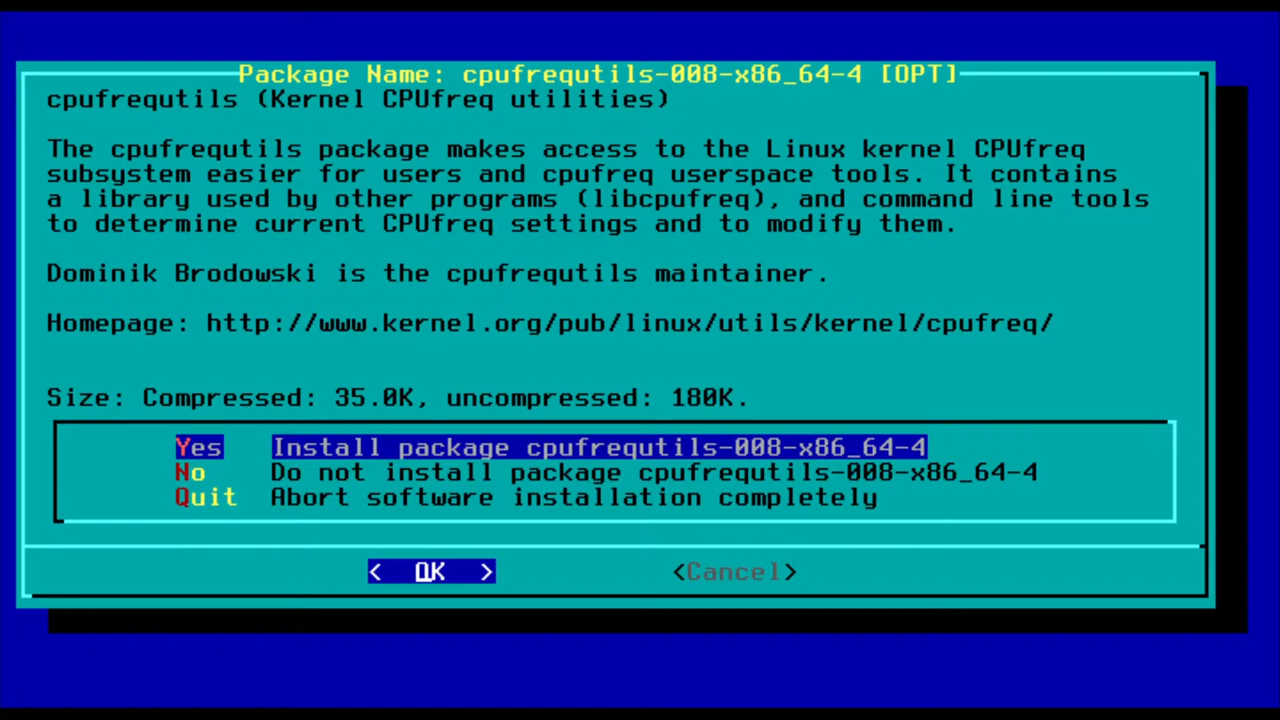 Package Name: cpufrequtils-008-x86_64-4 [OPT]
cpufrequtils (Kernel CPUfreq utilities)
The cpufrequtils package makes access to the Linux kernel CPUfreq
subsystem easier for users and cpufreq userspace tools. It contains
a library used by other programs (libcpufreq), and command line tools
to determine current CPUfreq settings and to modify them.
Dominik Brodowski is the cpufrequtils maintainer.
Homepage: http://www.kernel.org/pub/linux/utils/kernel/cpufreq/
Size: Compressed: 35.0K, uncompressed: 180K.
Yes Install package cpufrequtils-008-x86_64-4
No Do not install package cpufrequtils-008-x86_64-4
Quit Abort software installation completely
< OK > <Cancel>